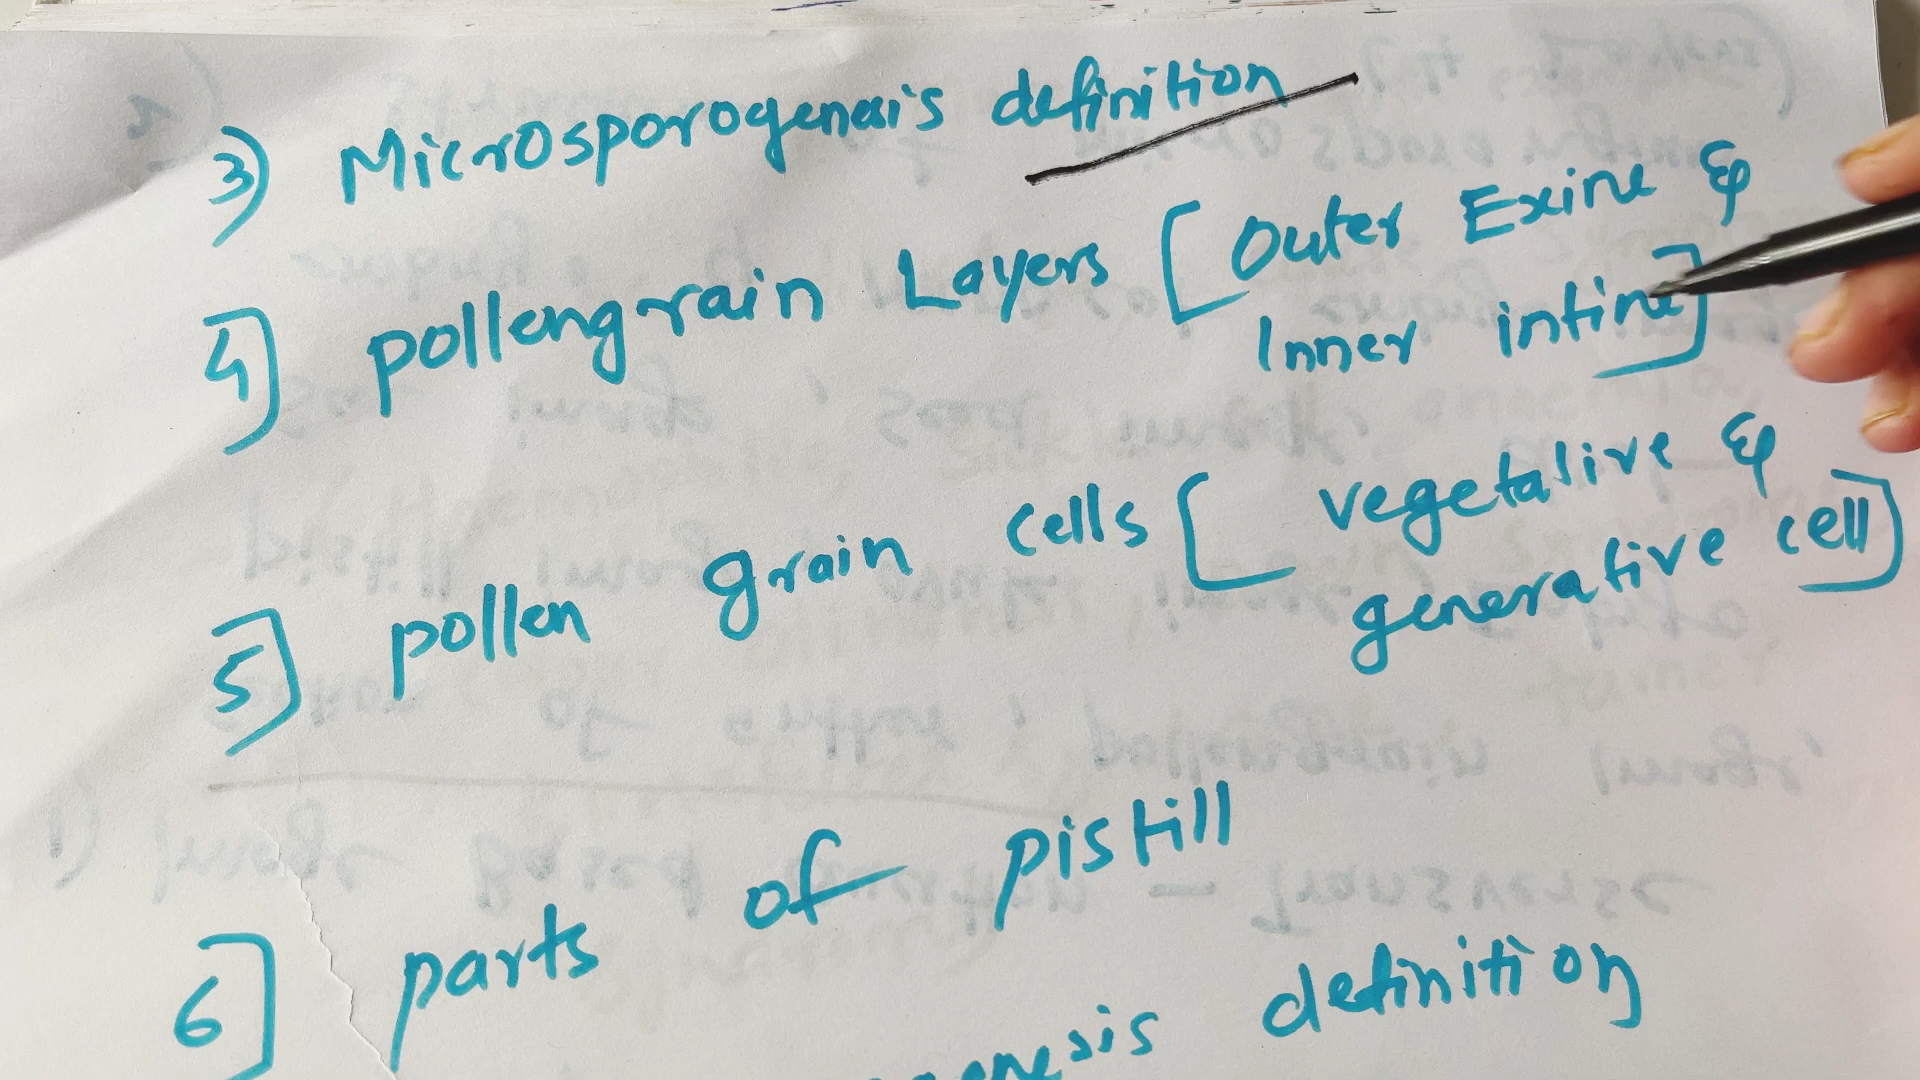 3) Microsporogenesis definition
4] pollengrain Layers [Outer Exine &
Inner intine]
5] pollen grain cells [vegetative &
generative cell]
6] parts of pistill
definition